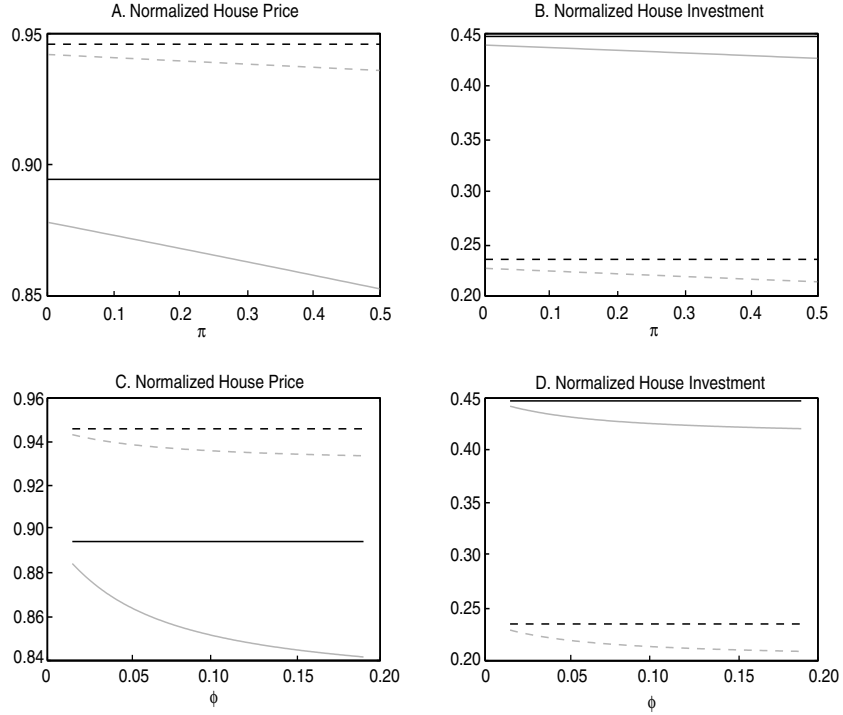 A. Normalized House Price
0.95
0.90
0.85
0 0.1 0.2 0.3 0.4 0.5
π
B. Normalized House Investment
0.45
0.40
0.35
0.30
0.25
0.20
0 0.1 0.2 0.3 0.4 0.5
π
C. Normalized House Price
0.96
0.94
0.92
0.90
0.88
0.86
0.84
0 0.05 0.10 0.15 0.20
ϕ
D. Normalized House Investment
0.45
0.40
0.35
0.30
0.25
0.20
0 0.05 0.10 0.15 0.20
ϕ